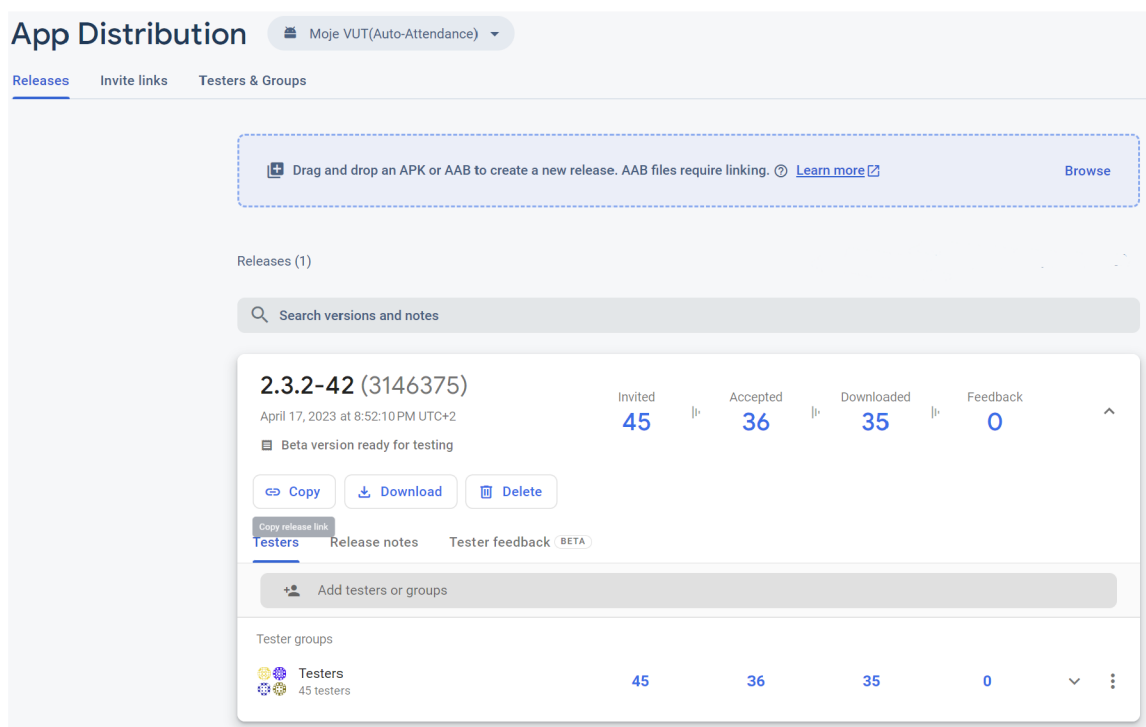 App Distribution
Moje VUT(Auto-Attendance)
Releases
Invite links
Testers & Groups
Drag and drop an APK or AAB to create a new release. AAB files require linking. Learn more
Browse
Releases (1)
Search versions and notes
2.3.2-42 (3146375)
April 17, 2023 at 8:52:10 PM UTC+2
Beta version ready for testing
Invited
45
Accepted
36
Downloaded
35
Feedback
0
Copy
Download
Delete
Copy release link
Testers
Release notes
Tester feedback BETA
Add testers or groups
Tester groups
Testers
45 testers
45
36
35
0